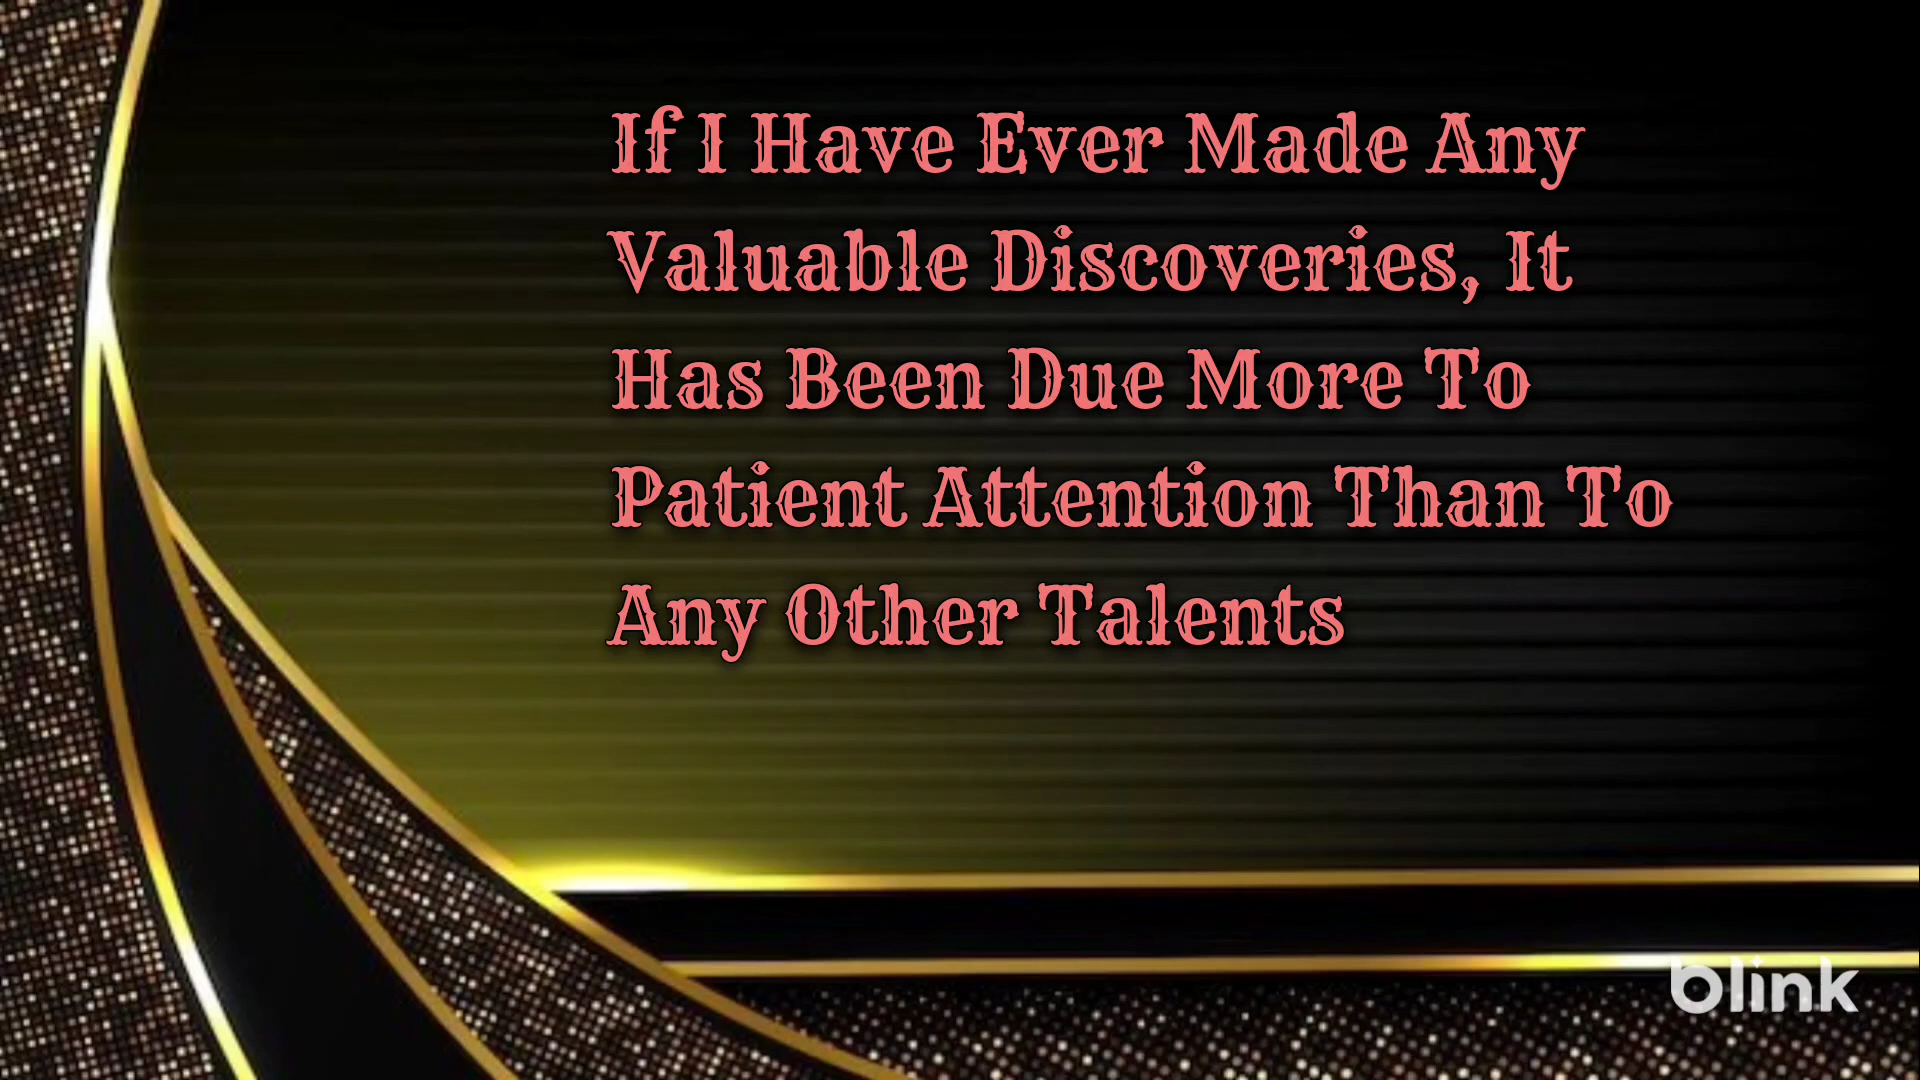 If I Have Ever Made Any
Valuable Discoveries, It
Has Been Due More To
Patient Attention Than To
Any Other Talents
blink